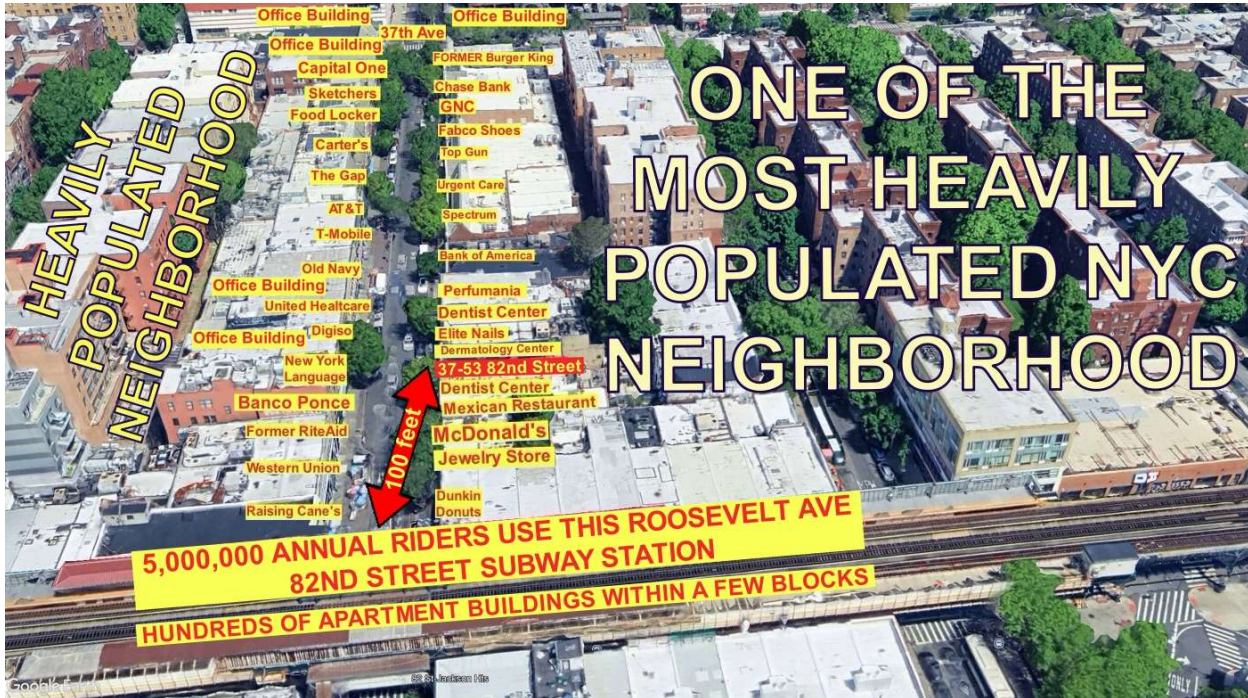 Office Building
Office Building
37th Ave
Office Building
FORMER Burger King
Capital One
Chase Bank
Sketchers
GNC
Food Locker
Fabco Shoes
Carter's
Top Gun
The Gap
Urgent Care
AT&T
Spectrum
T-Mobile
Bank of America
Old Navy
Office Building
Perfumania
United Healtcare
Dentist Center
Digiso
Elite Nails
Office Building
Dermatology Center
New York
Language
37-53 82nd Street
Dentist Center
Banco Ponce
Mexican Restaurant
Former RiteAid
McDonald's
Western Union
Jewelry Store
Raising Cane's
Dunkin
Donuts
100 feet
HEAVILY
POPULATED
NEIGHBORHOOD
ONE OF THE
MOST HEAVILY
POPULATED NYC
NEIGHBORHOOD
5,000,000 ANNUAL RIDERS USE THIS ROOSEVELT AVE
82ND STREET SUBWAY STATION
HUNDREDS OF APARTMENT BUILDINGS WITHIN A FEW BLOCKS
Google